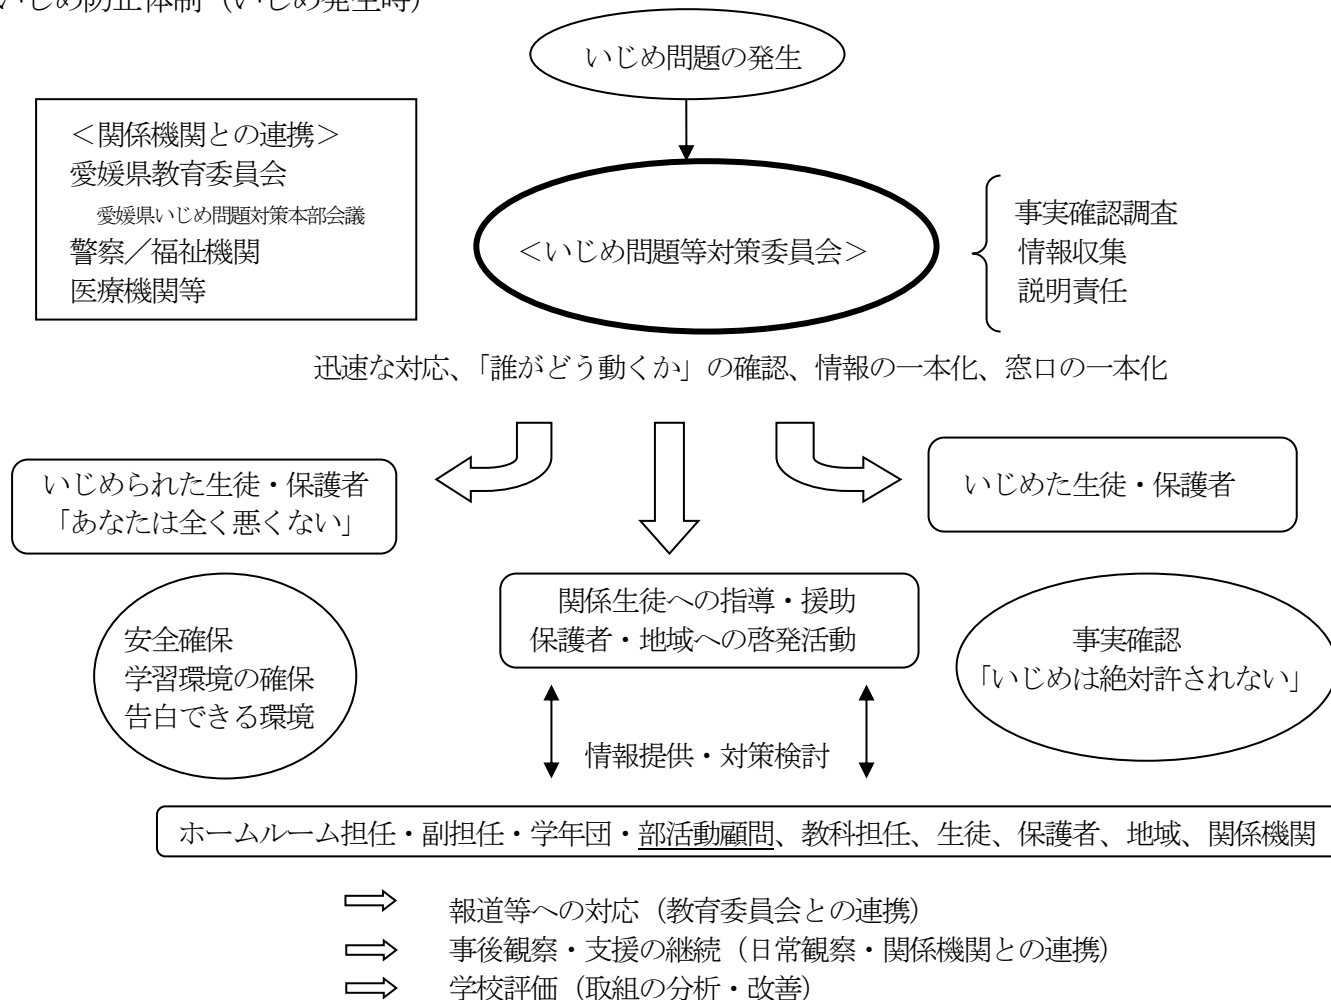 いじめ防止体制（いじめ発生時）
いじめ問題の発生
＜関係機関との連携＞
愛媛県教育委員会
愛媛県いじめ問題対策本部会議
警察／福祉機関
医療機関等
＜いじめ問題等対策委員会＞
事実確認調査
情報収集
説明責任
迅速な対応、「誰がどう動くか」の確認、情報の一本化、窓口の一本化
いじめられた生徒・保護者
「あなたは全く悪くない」
いじめた生徒・保護者
関係生徒への指導・援助
保護者・地域への啓発活動
安全確保
学習環境の確保
告白できる環境
事実確認
「いじめは絶対許されない」
情報提供・対策検討
ホームルーム担任・副担任・学年団・部活動顧問、教科担任、生徒、保護者、地域、関係機関
報道等への対応（教育委員会との連携）
事後観察・支援の継続（日常観察・関係機関との連携）
学校評価（取組の分析・改善）